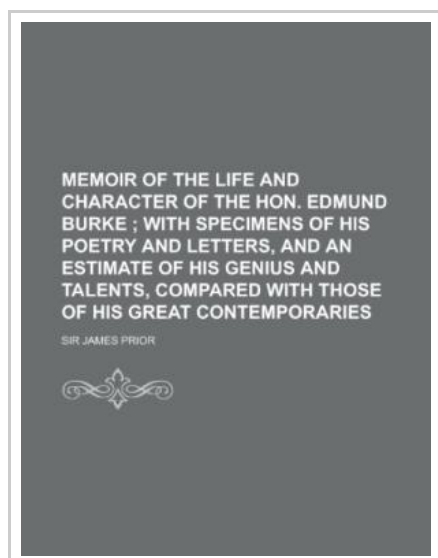 MEMOIR OF THE LIFE AND
CHARACTER OF THE HON. EDMUND
BURKE ; WITH SPECIMENS OF HIS
POETRY AND LETTERS, AND AN
ESTIMATE OF HIS GENIUS AND
TALENTS, COMPARED WITH THOSE
OF HIS GREAT CONTEMPORARIES
SIR JAMES PRIOR